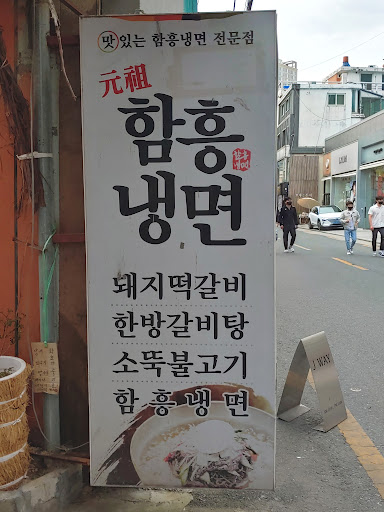 맛있는 함흥냉면 전문점
元祖
함흥
냉면
돼지떡갈비
한방갈비탕
소뚝불고기
함흥냉면
J.WAY